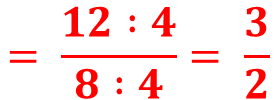 = 12 : 4 / 8 : 4 = 3 / 2